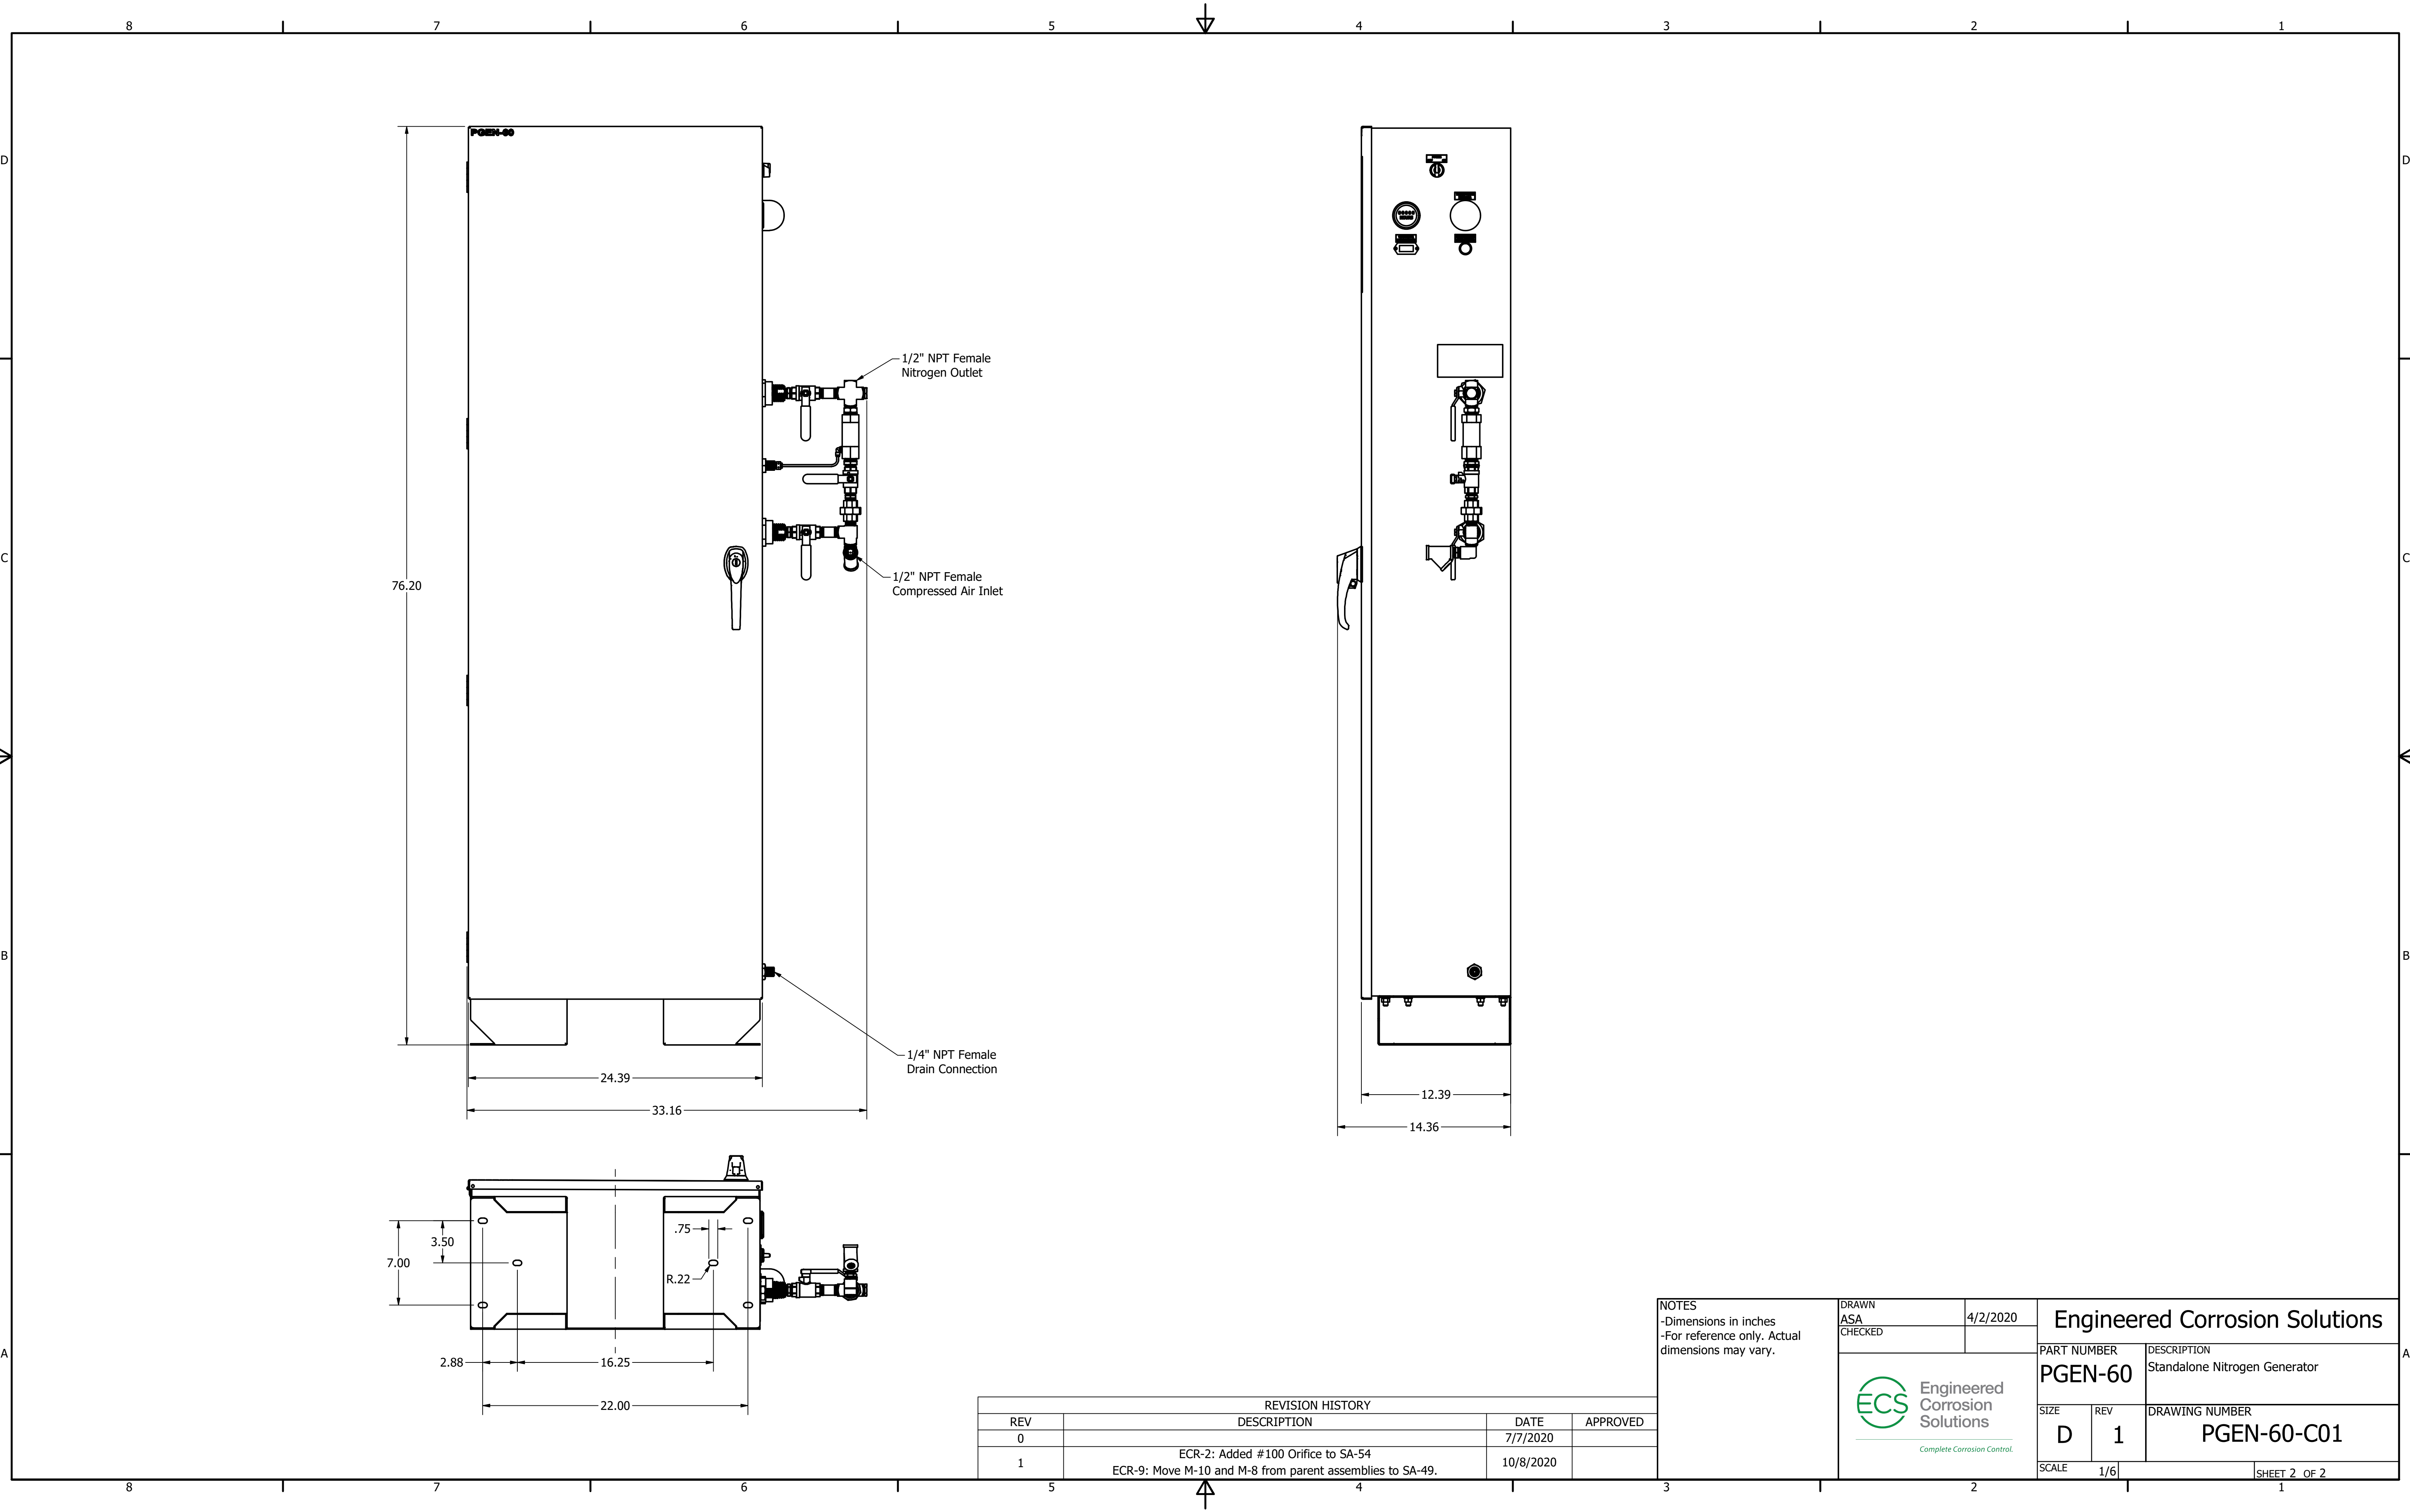 8 7 6 5 4 3 2 1
D
D
PGEN-60
1/2" NPT Female
Nitrogen Outlet
C
C
1/2" NPT Female
Compressed Air Inlet
76.20
B
B
1/4" NPT Female
Drain Connection
24.39
33.16
12.39
14.36
.75
3.50
7.00
R.22
2.88
16.25
22.00
A
A
REVISION HISTORY
REV DESCRIPTION DATE APPROVED
0 7/7/2020
1 ECR-2: Added #100 Orifice to SA-54
ECR-9: Move M-10 and M-8 from parent assemblies to SA-49. 10/8/2020
NOTES
-Dimensions in inches
-For reference only. Actual
dimensions may vary.
DRAWN
ASA 4/2/2020
CHECKED
ECS
Engineered
Corrosion
Solutions
Complete Corrosion Control.
Engineered Corrosion Solutions
PART NUMBER
PGEN-60
DESCRIPTION
Standalone Nitrogen Generator
SIZE
D
REV
1
DRAWING NUMBER
PGEN-60-C01
SCALE
1/6
SHEET 2 OF 2
8 7 6 5 4 3 2 1